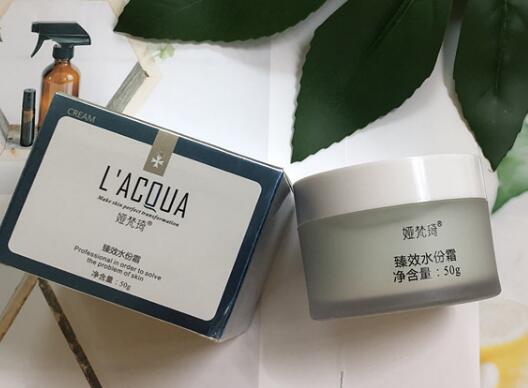 CREAM
L'ACQUA
Make skin perfect transformation
娅梵琦®
臻效水份霜
Professional in order to solve
the problem of skin
净含量：50g
娅梵琦®
臻效水份霜
净含量：50g